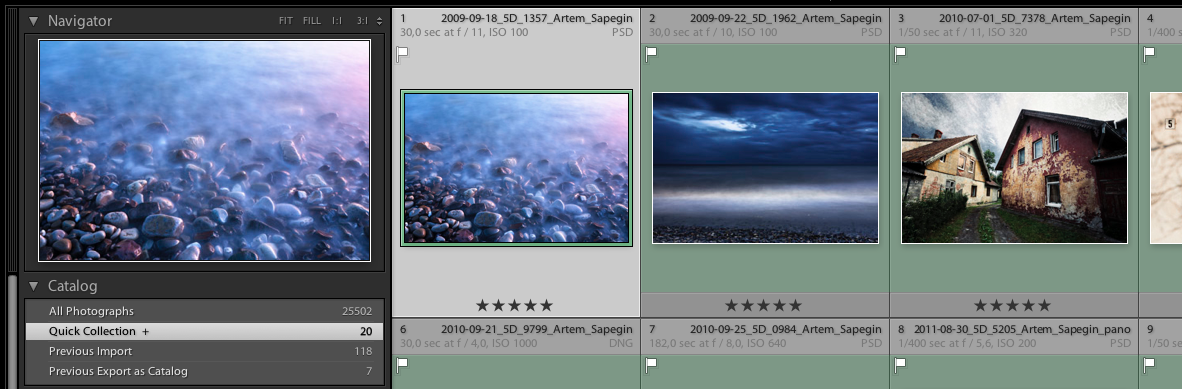 Navigator FIT FILL 1:1 3:1
1 2009-09-18_5D_1357_Artem_Sapegin
30,0 sec at f / 11, ISO 100 PSD
2 2009-09-22_5D_1962_Artem_Sapegin
30,0 sec at f / 10, ISO 100 PSD
3 2010-07-01_5D_7378_Artem_Sapegin
1/50 sec at f / 11, ISO 320 PSD
4
1/400 s
5
Catalog
All Photographs 25502
Quick Collection + 20
Previous Import 118
Previous Export as Catalog 7
6 2010-09-21_5D_9799_Artem_Sapegin
30,0 sec at f / 4,0, ISO 1000 DNG
7 2010-09-25_5D_0984_Artem_Sapegin
182,0 sec at f / 8,0, ISO 640 PSD
8 2011-08-30_5D_5205_Artem_Sapegin_pano
1/400 sec at f / 5,6, ISO 200 PSD
9
1/50 se